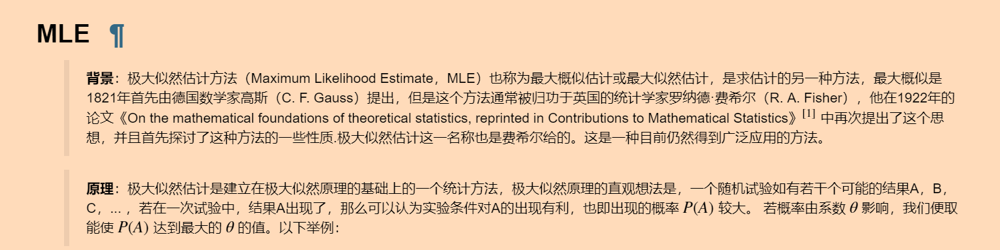 MLE ¶
背景：极大似然估计方法（Maximum Likelihood Estimate，MLE）也称为最大概似估计或最大似然估计，是求估计的另一种方法，最大概似是
1821年首先由德国数学家高斯（C. F. Gauss）提出，但是这个方法通常被归功于英国的统计学家罗纳德·费希尔（R. A. Fisher），他在1922年的
论文《On the mathematical foundations of theoretical statistics, reprinted in Contributions to Mathematical Statistics》[1] 中再次提出了这个思
想，并且首先探讨了这种方法的一些性质.极大似然估计这一名称也是费希尔给的。这是一种目前仍然得到广泛应用的方法。
原理：极大似然估计是建立在极大似然原理的基础上的一个统计方法，极大似然原理的直观想法是，一个随机试验如有若干个可能的结果A，B，
C，... ，若在一次试验中，结果A出现了，那么可以认为实验条件对A的出现有利，也即出现的概率 P(A) 较大。 若概率由系数 θ 影响，我们便取
能使 P(A) 达到最大的 θ 的值。以下举例：